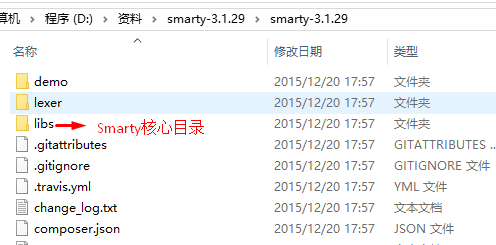 算机 › 程序 (D:) › 资料 › smarty-3.1.29 › smarty-3.1.29
名称 修改日期 类型
demo 2015/12/20 17:57 文件夹
lexer 2015/12/20 17:57 文件夹
libs Smarty核心目录 2015/12/20 17:57 文件夹
.gitattributes 2015/12/20 17:57 GITATTRIBUTES ...
.gitignore 2015/12/20 17:57 GITIGNORE 文件
.travis.yml 2015/12/20 17:57 YML 文件
change_log.txt 2015/12/20 17:57 文本文档
composer.json 2015/12/20 17:57 JSON 文件